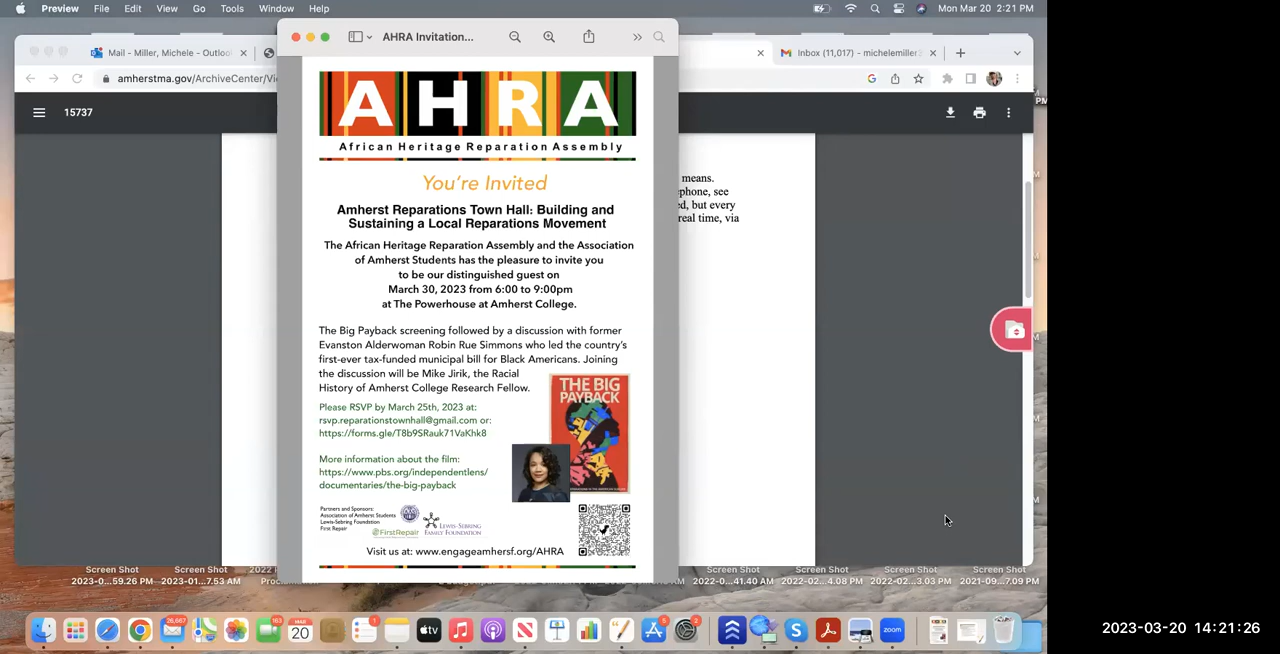 Preview File Edit View Go Tools Window Help
Mon Mar 20 2:21 PM
AHRA Invitation...
Mail - Miller, Michele - Outloo
Inbox (11,017) - michelemiller
amherstma.gov/ArchiveCenter/Vi
15737
means.
ephone, see
ed, but every
real time, via
AHRA
African Heritage Reparation Assembly
You're Invited
Amherst Reparations Town Hall: Building and
Sustaining a Local Reparations Movement
The African Heritage Reparation Assembly and the Association
of Amherst Students has the pleasure to invite you
to be our distinguished guest on
March 30, 2023 from 6:00 to 9:00pm
at The Powerhouse at Amherst College.
The Big Payback screening followed by a discussion with former
Evanston Alderwoman Robin Rue Simmons who led the country's
first-ever tax-funded municipal bill for Black Americans. Joining
the discussion will be Mike Jirik, the Racial
History of Amherst College Research Fellow.
THE BIG
PAYBACK
Please RSVP by March 25th, 2023 at:
rsvp.reparationstownhall@gmail.com or:
https://forms.gle/T8b9SRauk71VaKhk8
More information about the film:
https://www.pbs.org/independentlens/
documentaries/the-big-payback
Partners and Sponsors:
Association of Amherst Students
Lewis-Sebring Foundation
First Repair
FirstRepair
LEWIS-SEBRING
FAMILY FOUNDATION
Visit us at: www.engageamhersf.org/AHRA
Screen Shot
2023-0...59.26 PM
Screen Shot
2023-01...7.53 AM
Screen Shot
2022-0...41.40 AM
Screen Shot
2022-02...4.08 PM
Screen Shot
2022-02...3.03 PM
Screen Shot
2021-09...7.09 PM
MAR
20
tv
zoom
2023-03-20 14:21:26